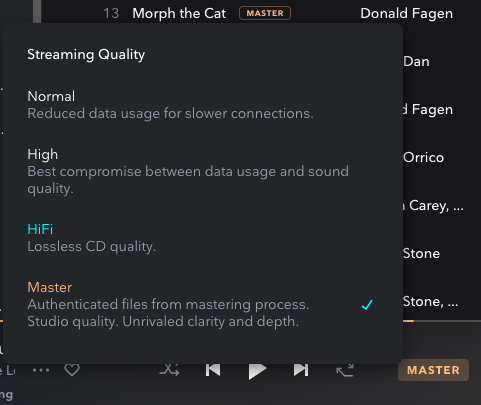 13 Morph the Cat MASTER Donald Fagen
Streaming Quality
Dan
Normal
Reduced data usage for slower connections.
Fagen
High
Best compromise between data usage and sound
quality.
Orrico
HiFi
Lossless CD quality.
Carey, ...
Stone
Master
Authenticated files from mastering process.
Studio quality. Unrivaled clarity and depth.
Stone, ...
MASTER